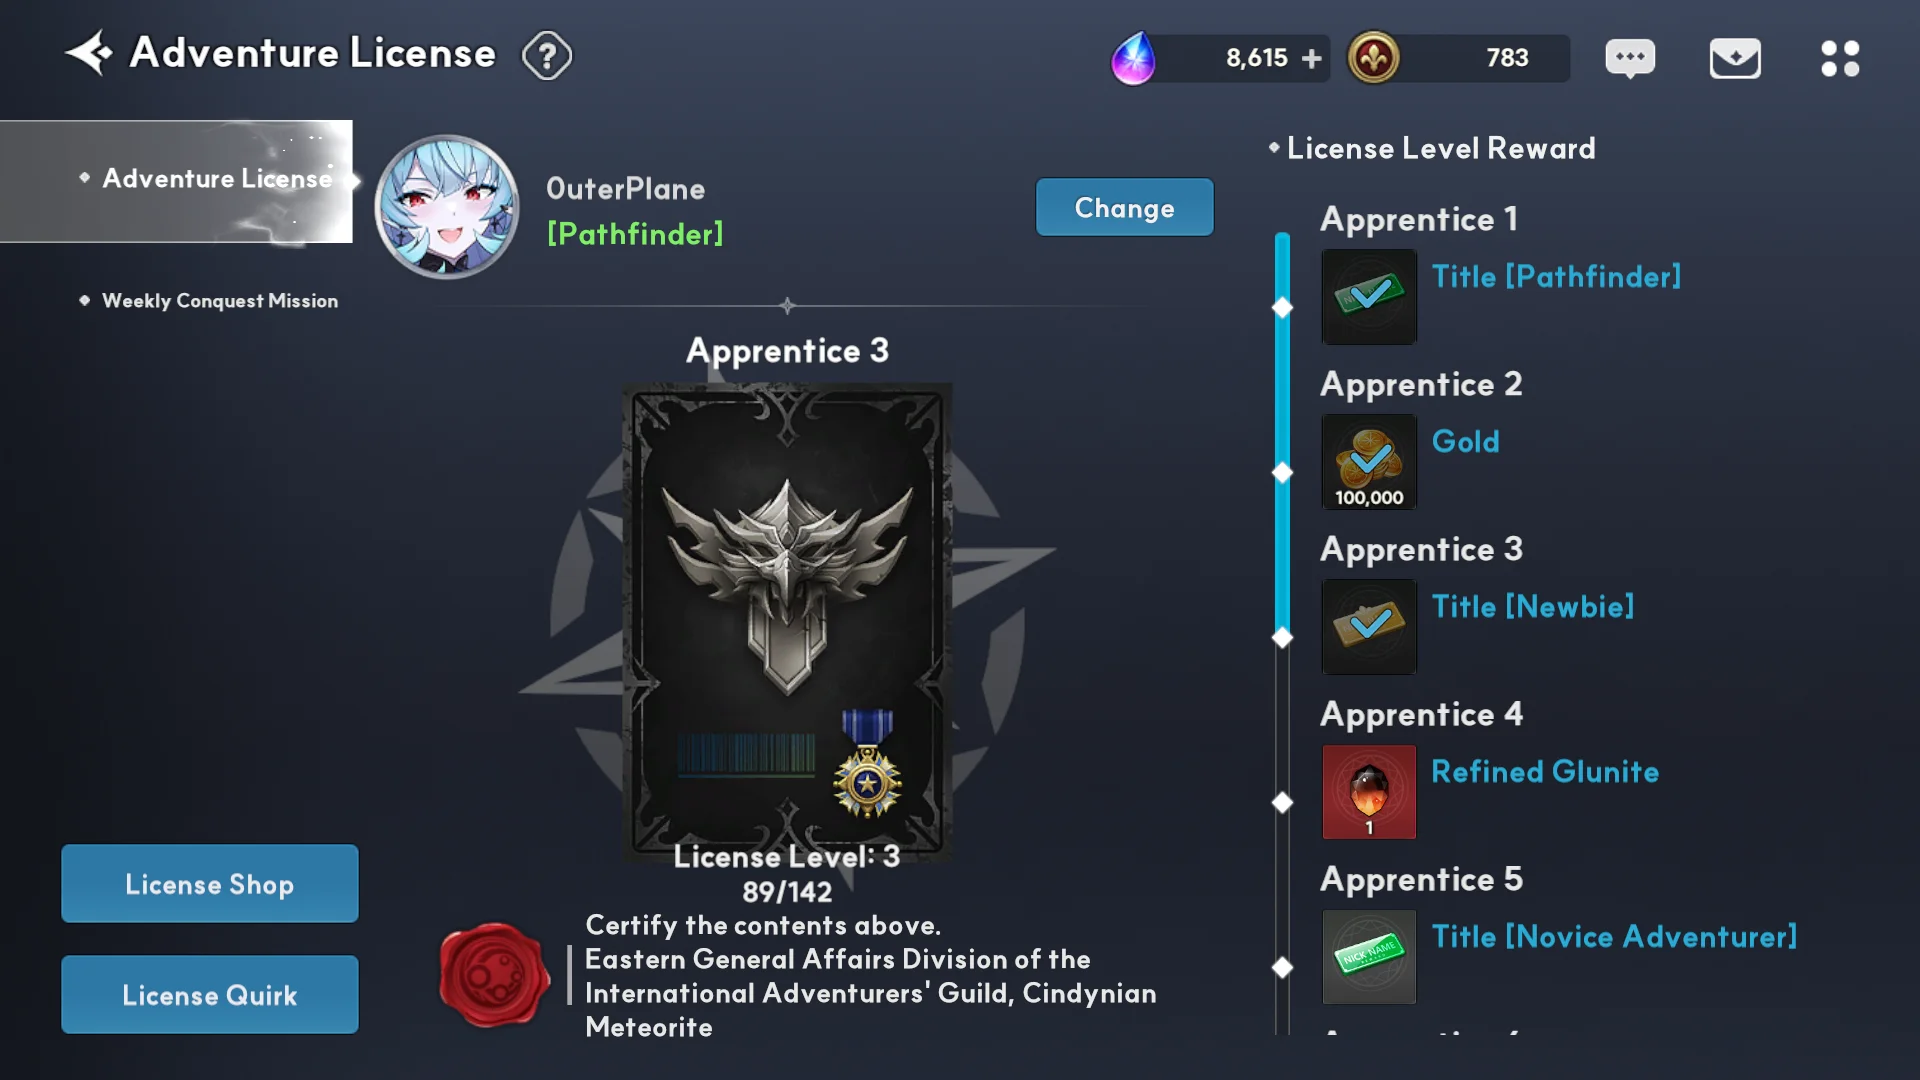 Adventure License
?
8,615
783
Adventure License
Weekly Conquest Mission
0uterPlane
[Pathfinder]
Change
Apprentice 3
License Level: 3
89/142
Certify the contents above.
Eastern General Affairs Division of the
International Adventurers' Guild, Cindynian
Meteorite
License Shop
License Quirk
License Level Reward
Apprentice 1
Title [Pathfinder]
Apprentice 2
Gold
100,000
Apprentice 3
Title [Newbie]
Apprentice 4
Refined Glunite
1
Apprentice 5
NICK NAME
Title [Novice Adventurer]